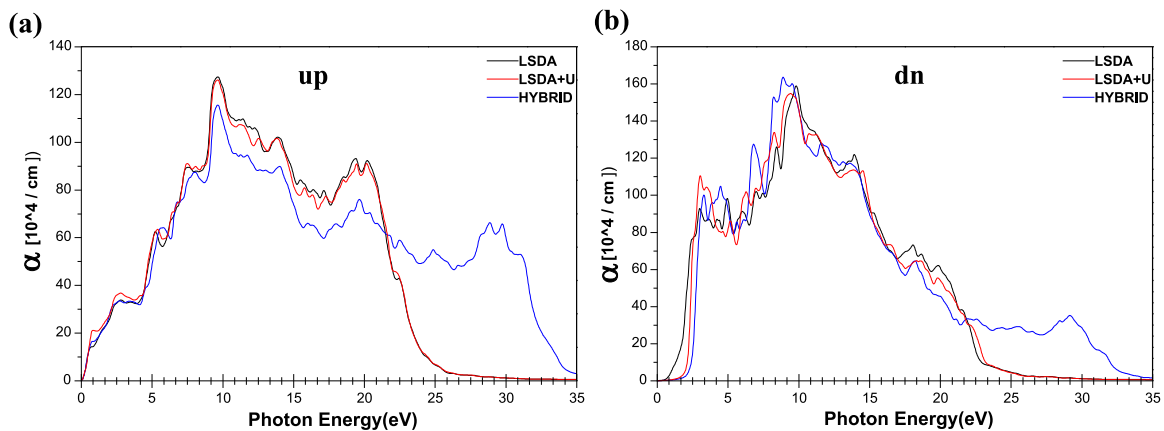 (a)
140
120
100
80
60
40
20
0
α [10^4 / cm ])
up
LSDA
LSDA+U
HYBRID
0 5 10 15 20 25 30 35
Photon Energy(eV)
(b)
180
160
140
120
100
80
60
40
20
0
α [10^4 / cm ])
dn
LSDA
LSDA+U
HYBRID
0 5 10 15 20 25 30 35
Photon Energy(eV)